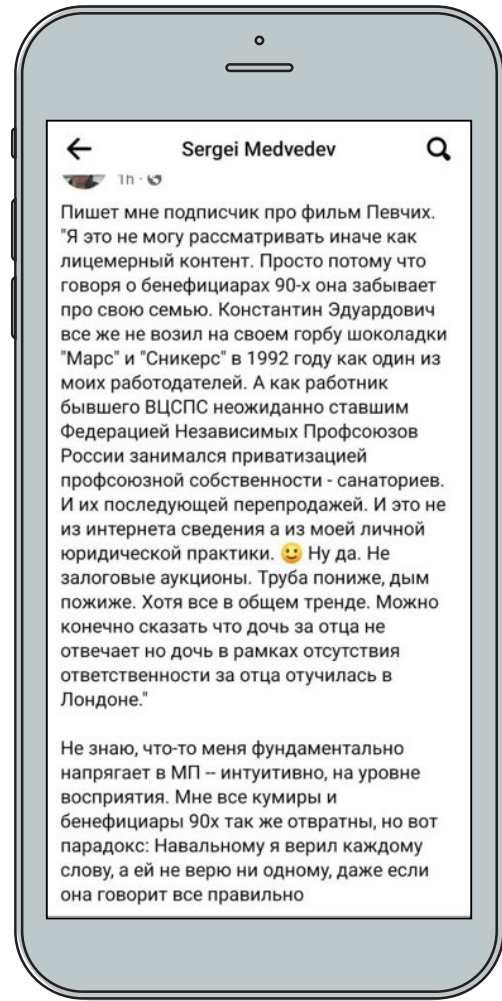 Sergei Medvedev
1h ·
Пишет мне подписчик про фильм Певчих.
"Я это не могу рассматривать иначе как
лицемерный контент. Просто потому что
говоря о бенефициарах 90-х она забывает
про свою семью. Константин Эдуардович
все же не возил на своем горбу шоколадки
"Марс" и "Сникерс" в 1992 году как один из
моих работодателей. А как работник
бывшего ВЦСПС неожиданно ставшим
Федерацией Независимых Профсоюзов
России занимался приватизацией
профсоюзной собственности - санаториев.
И их последующей перепродажей. И это не
из интернета сведения а из моей личной
юридической практики. 🙂 Ну да. Не
залоговые аукционы. Труба пониже, дым
пожиже. Хотя все в общем тренде. Можно
конечно сказать что дочь за отца не
отвечает но дочь в рамках отсутствия
ответственности за отца отучилась в
Лондоне."
Не знаю, что-то меня фундаментально
напрягает в МП -- интуитивно, на уровне
восприятия. Мне все кумиры и
бенефициары 90х так же отвратны, но вот
парадокс: Навальному я верил каждому
слову, а ей не верю ни одному, даже если
она говорит все правильно